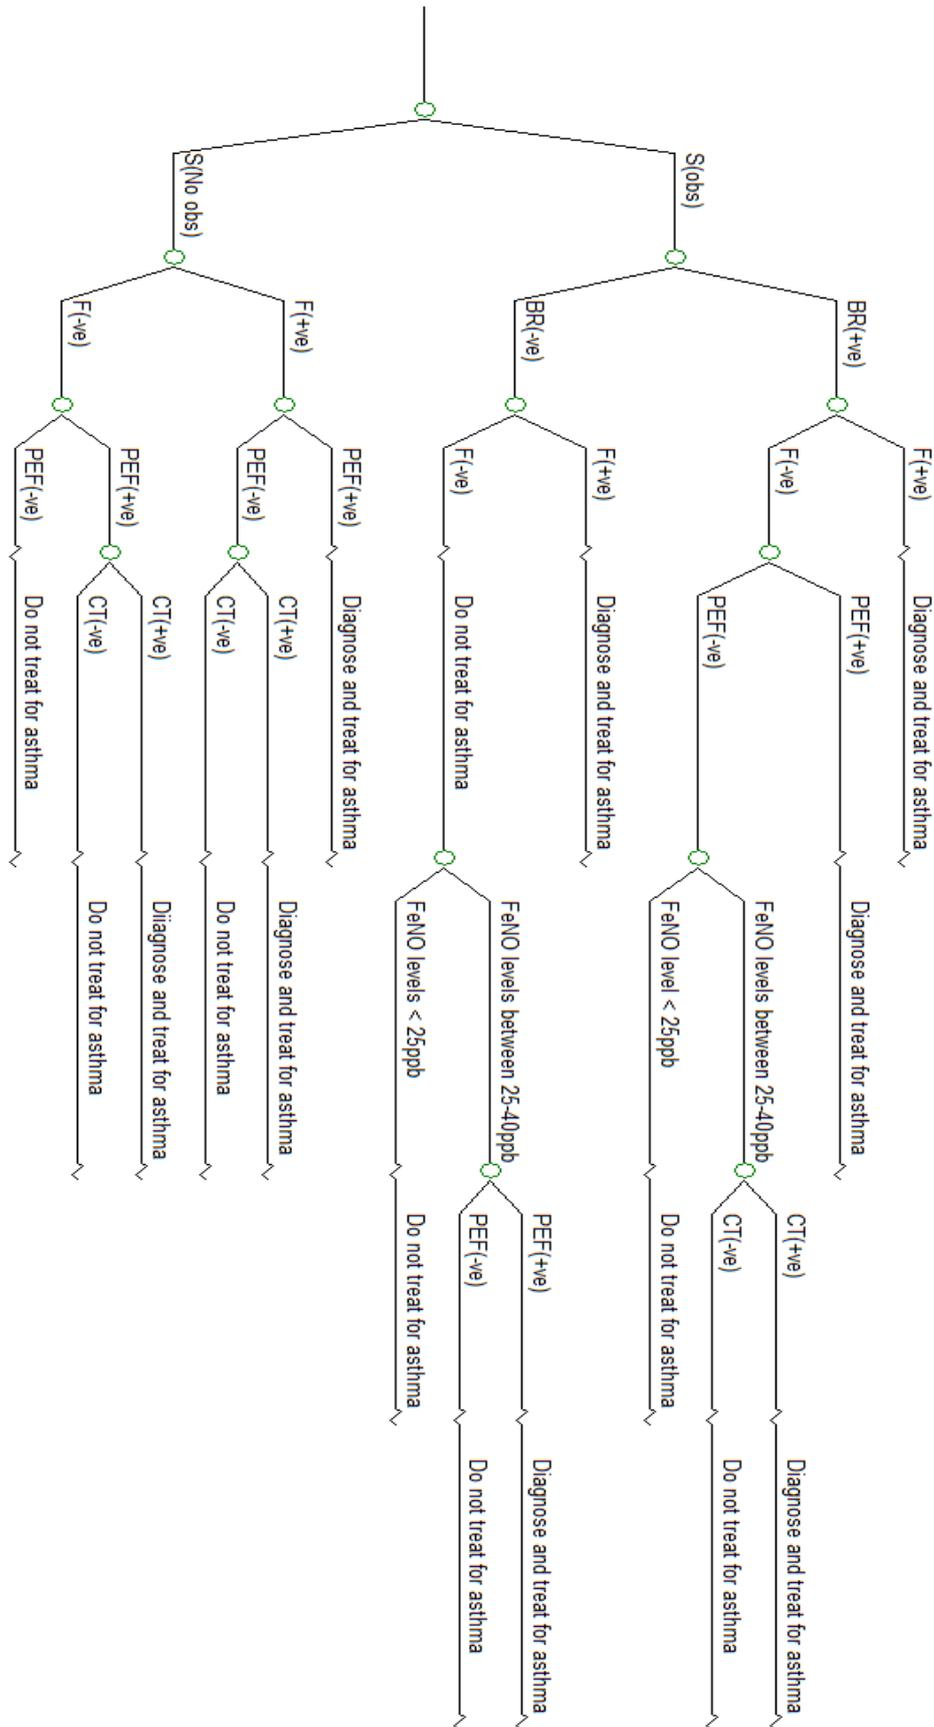 F(+ve)
Diagnose and treat for asthma
BR(+ve)
PEF(+ve)
Diagnose and treat for asthma
F(-ve)
CT(+ve)
Diagnose and treat for asthma
FeNO levels between 25-40ppb
CT(-ve)
Do not treat for asthma
PEF(-ve)
S(obs)
FeNO level < 25ppb
Do not treat for asthma
F(+ve)
Diagnose and treat for asthma
BR(-ve)
PEF(+ve)
Diagnose and treat for asthma
FeNO levels between 25-40ppb
PEF(-ve)
Do not treat for asthma
F(-ve)
Do not treat for asthma
FeNO levels < 25ppb
Do not treat for asthma
PEF(+ve)
Diagnose and treat for asthma
F(+ve)
CT(+ve)
Diagnose and treat for asthma
PEF(-ve)
CT(-ve)
Do not treat for asthma
S(No obs)
CT(+ve)
Diiagnose and treat for asthma
PEF(+ve)
CT(-ve)
Do not treat for asthma
F(-ve)
PEF(-ve)
Do not treat for asthma